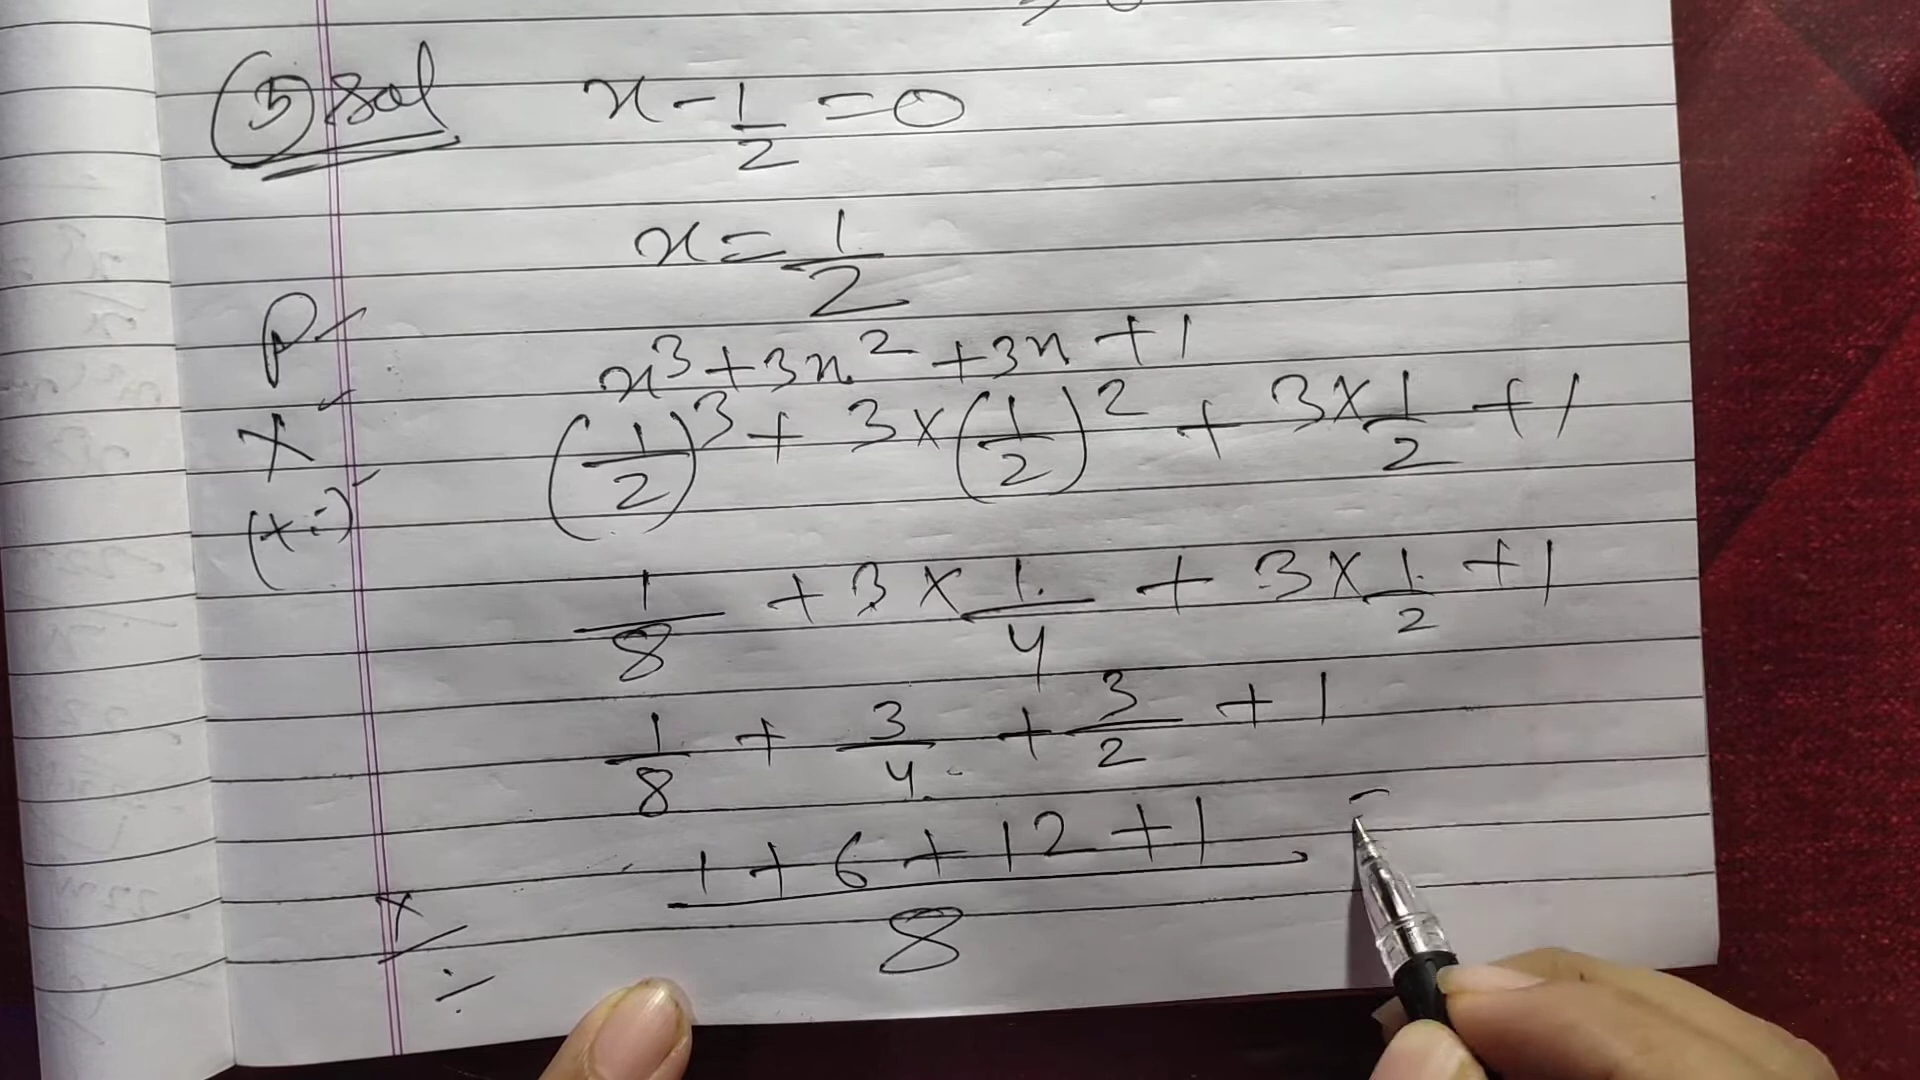 (5) Sol x - 1/2 = 0
x = 1/2
P
x³ + 3x² + 3x + 1
x
(1/2)³ + 3 × (1/2)² + 3 × 1/2 + 1
1/8 + 3 × 1/4 + 3 × 1/2 + 1
1/8 + 3/4 + 3/2 + 1
1 + 6 + 12 + 1 / 8